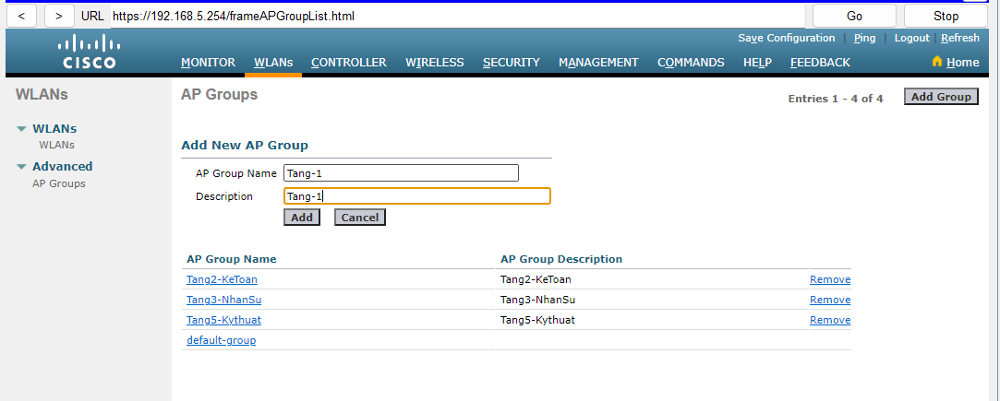 < > URL https://192.168.5.254/frameAPGroupList.html Go Stop
Save Configuration | Ping | Logout | Refresh
CISCO
MONITOR WLANs CONTROLLER WIRELESS SECURITY MANAGEMENT COMMANDS HELP FEEDBACK Home
WLANs
WLANs
WLANs
Advanced
AP Groups
AP Groups
Entries 1 - 4 of 4
Add Group
Add New AP Group
AP Group Name Tang-1
Description Tang-1
Add Cancel
AP Group Name AP Group Description
Tang2-KeToan Tang2-KeToan Remove
Tang3-NhanSu Tang3-NhanSu Remove
Tang5-Kythuat Tang5-Kythuat Remove
default-group